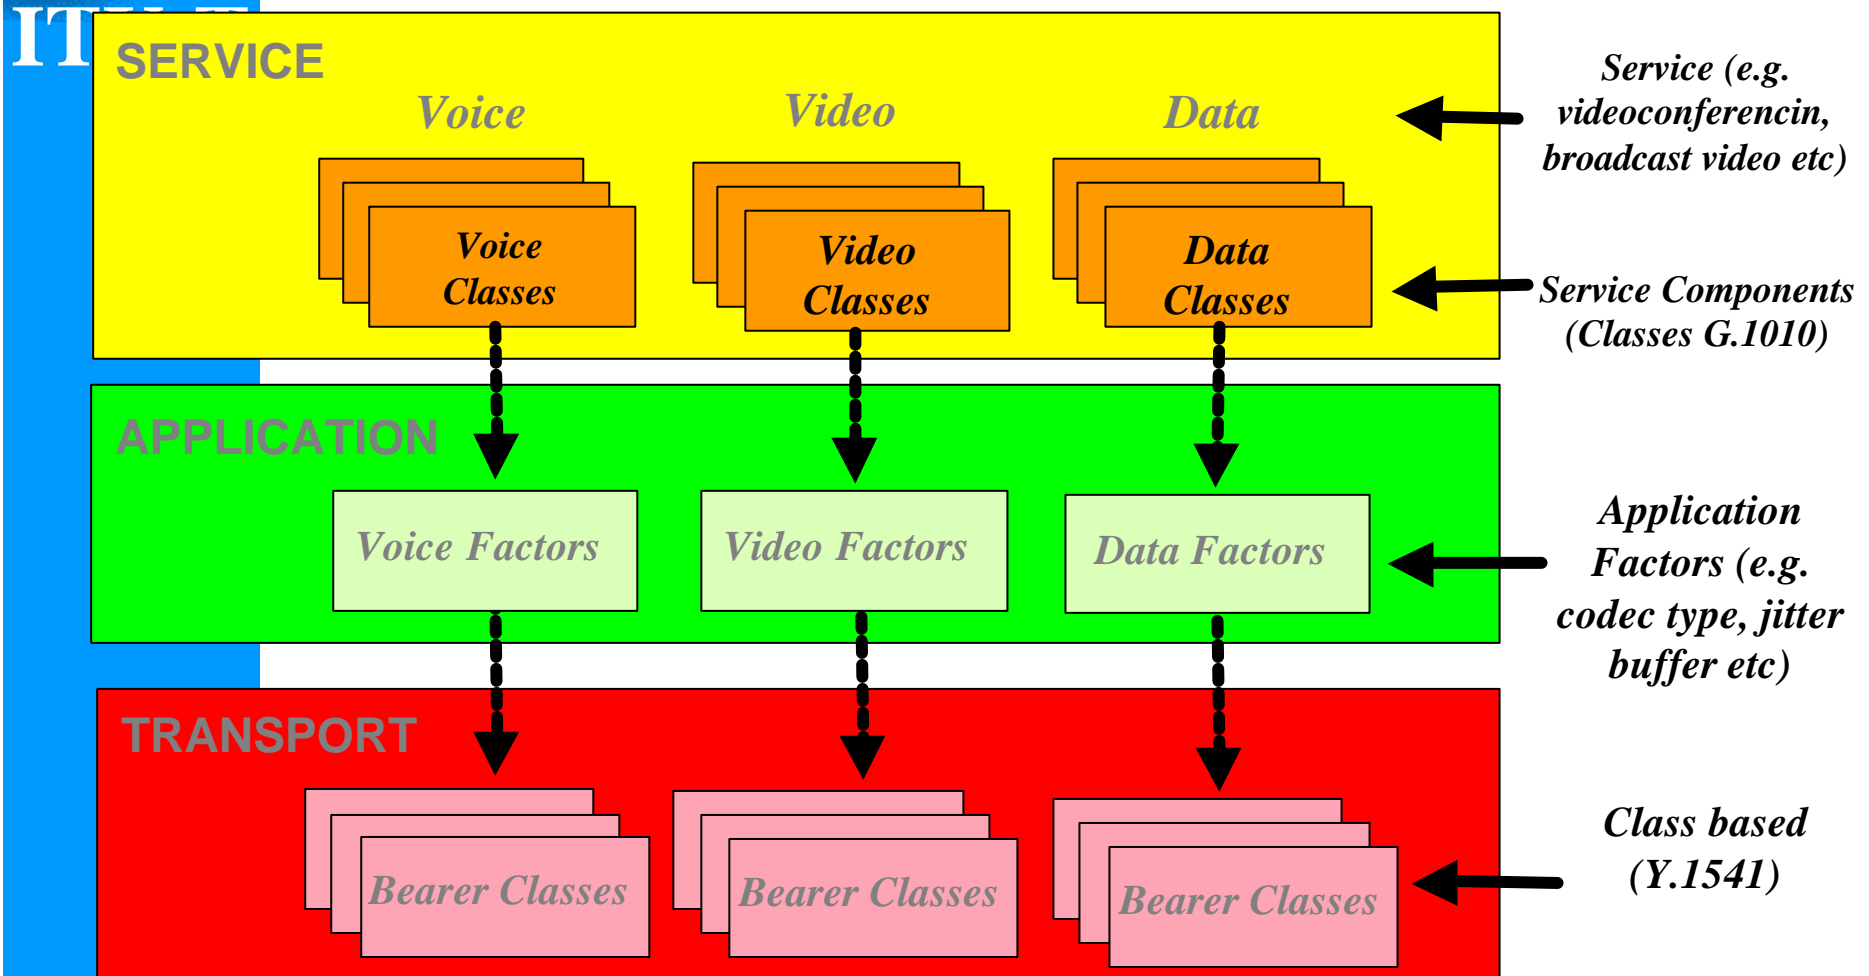 SERVICE
Voice
Video
Data
Voice
Classes
Video
Classes
Data
Classes
Service (e.g.
videoconferencin,
broadcast video etc)
Service Components
(Classes G.1010)
APPLICATION
Voice Factors
Video Factors
Data Factors
Application
Factors (e.g.
codec type, jitter
buffer etc)
TRANSPORT
Bearer Classes
Bearer Classes
Bearer Classes
Class based
(Y.1541)